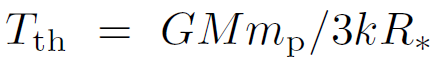 T_th = GMm_p/3kR_*